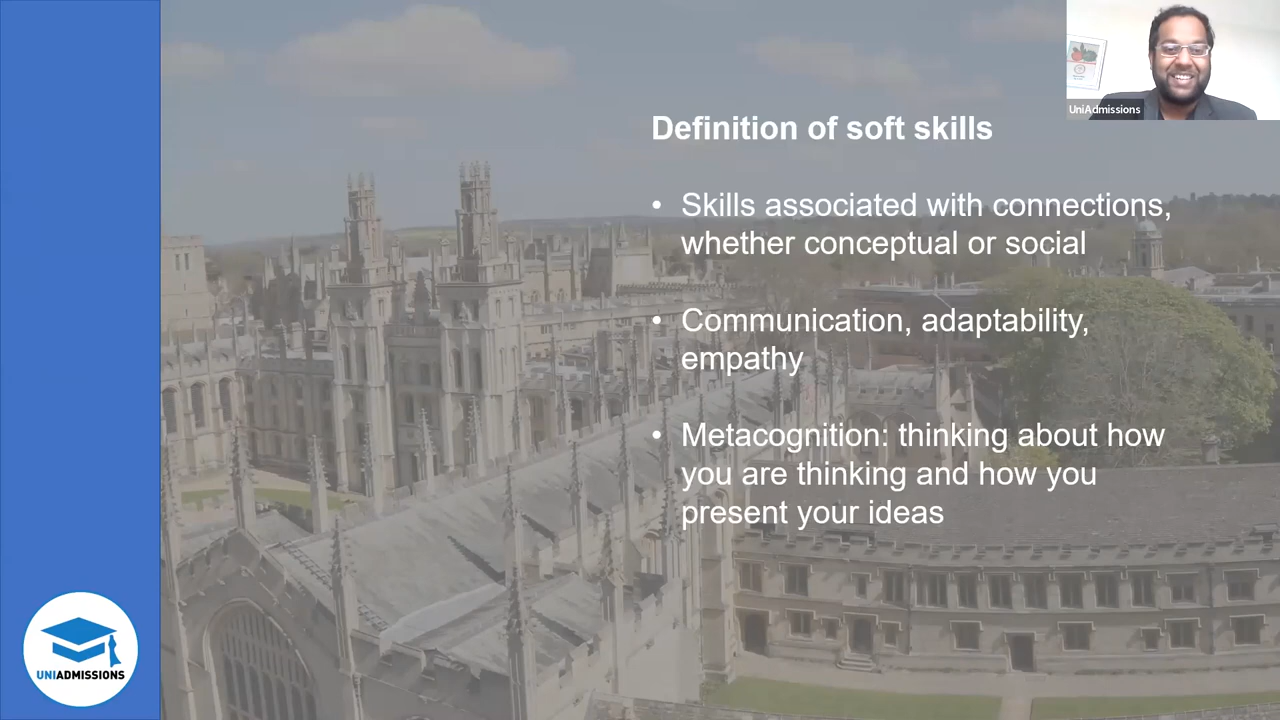 UniAdmissions
Definition of soft skills
• Skills associated with connections,
whether conceptual or social
• Communication, adaptability,
empathy
• Metacognition: thinking about how
you are thinking and how you
present your ideas
UNIADMISSIONS